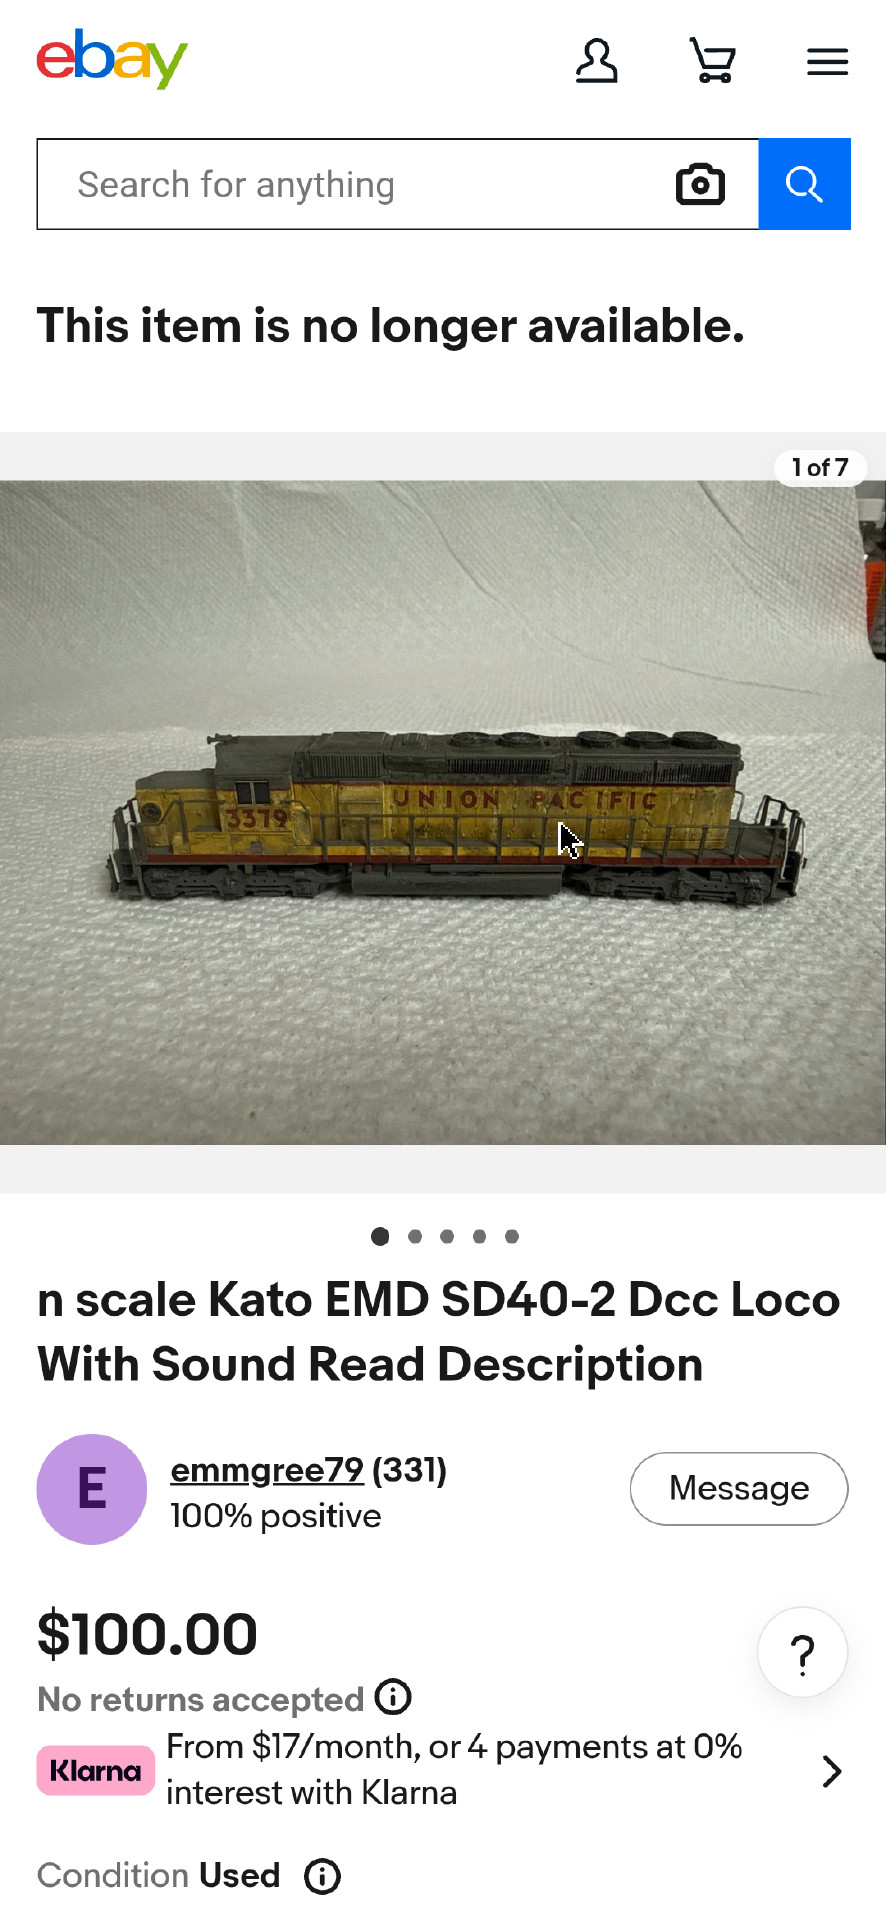 ebay
Search for anything
This item is no longer available.
1 of 7
UNION PACIFIC
3379
n scale Kato EMD SD40-2 Dcc Loco
With Sound Read Description
E
emmgree79 (331)
100% positive
Message
$100.00
?
No returns accepted
Klarna
From $17/month, or 4 payments at 0%
interest with Klarna
Condition Used